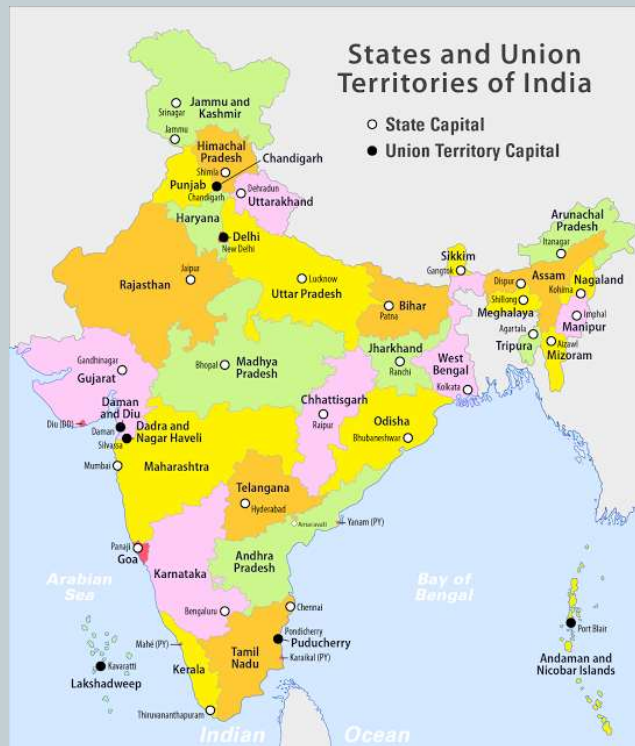 States and Union
Territories of India
State Capital
Union Territory Capital
Jammu and
Kashmir
Srinagar
Jammu
Himachal
Pradesh
Shimla
Chandigarh
Punjab
Chandigarh
Dehradun
Uttarakhand
Haryana
Delhi
New Delhi
Arunachal
Pradesh
Itanagar
Sikkim
Gangtok
Rajasthan
Jaipur
Lucknow
Uttar Pradesh
Bihar
Patna
Dispur
Assam
Nagaland
Kohima
Shillong
Meghalaya
Imphal
Manipur
Agartala
Tripura
Aizawl
Mizoram
Gandhinagar
Gujarat
Bhopal
Madhya
Pradesh
Jharkhand
Ranchi
West
Bengal
Kolkata
Daman
and Diu
Diu (DD)
Daman
Dadra and
Nagar Haveli
Silvassa
Chhattisgarh
Raipur
Odisha
Bhubaneshwar
Mumbai
Maharashtra
Telangana
Hyderabad
Amaravati
Yanam (PY)
Panaji
Goa
Karnataka
Andhra
Pradesh
Arabian
Sea
Bay of
Bengal
Bengaluru
Chennai
Mahé (PY)
Pondicherry
Puducherry
Karaikal (PY)
Tamil
Nadu
Kerala
Kavaratti
Lakshadweep
Port Blair
Andaman and
Nicobar Islands
Thiruvananthapuram
Indian Ocean